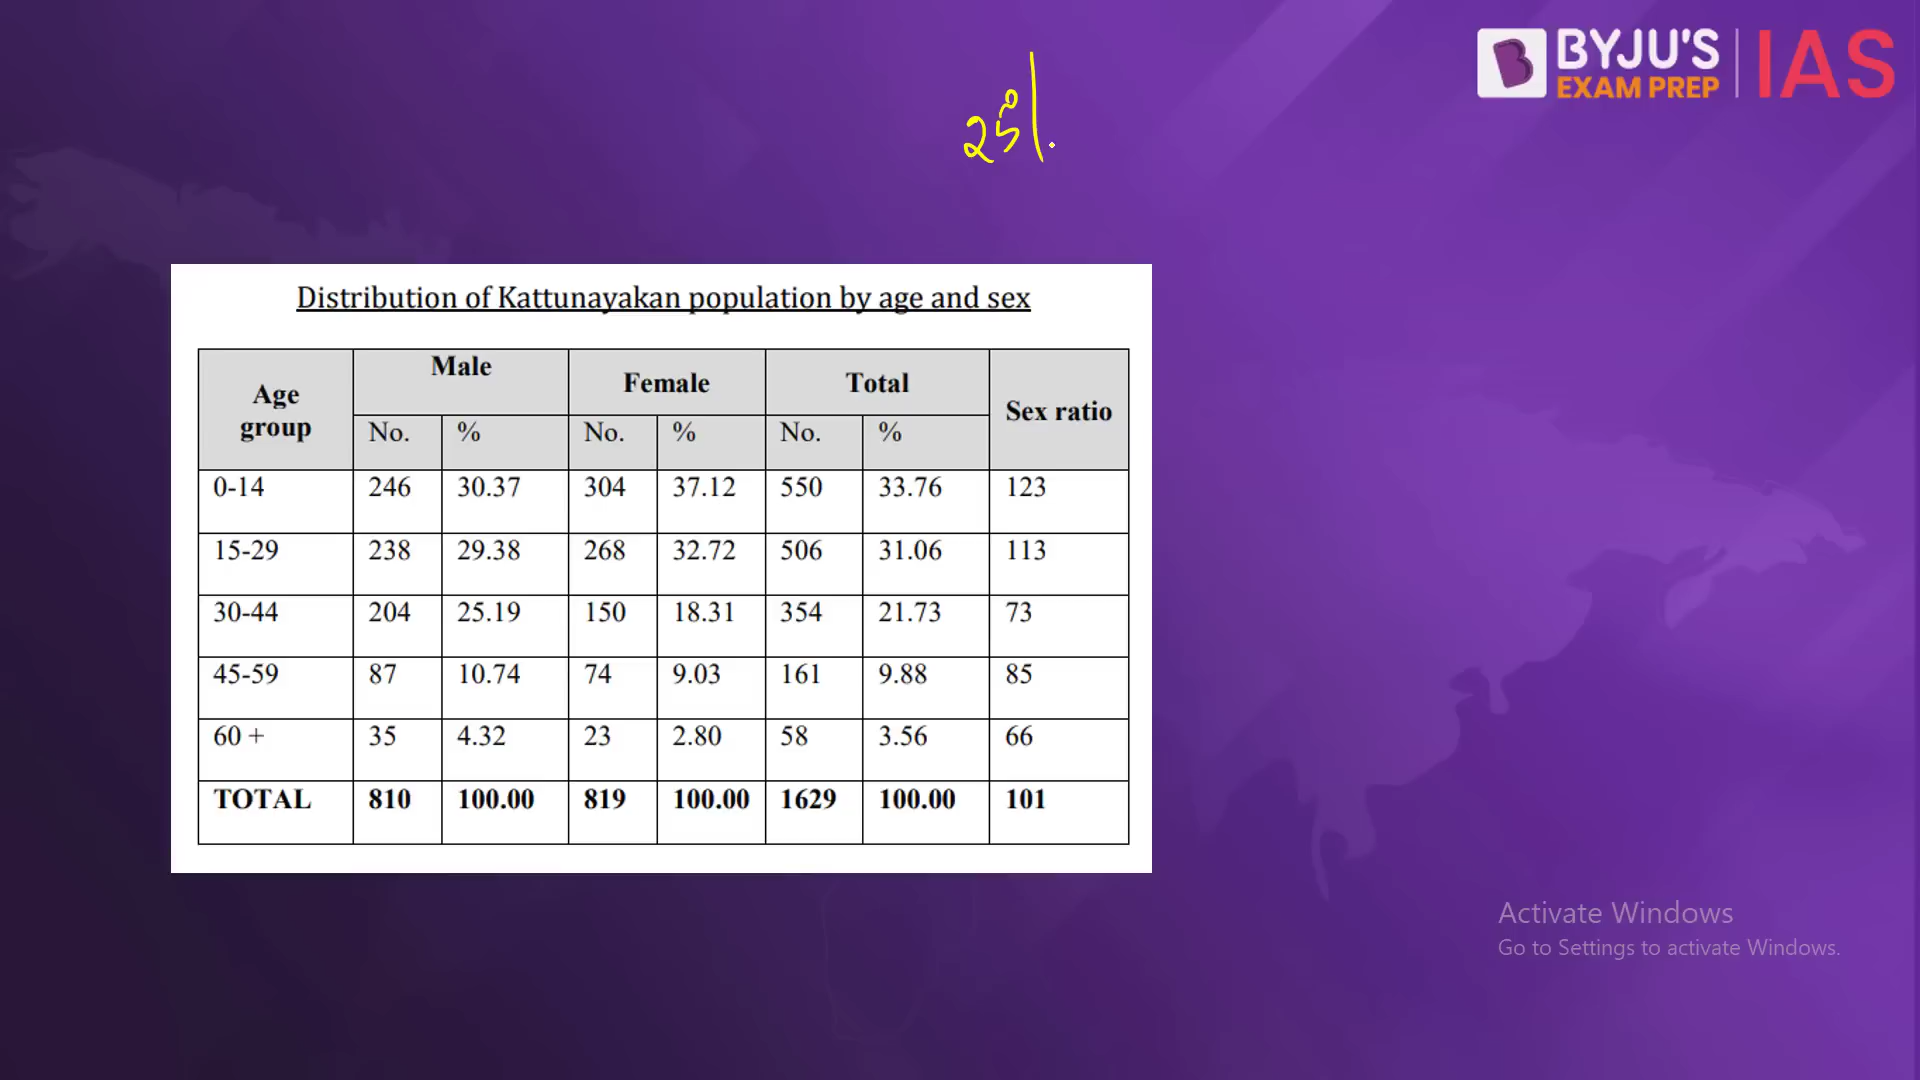 BYJU'S
EXAM PREP
IAS
25%
Distribution of Kattunayakan population by age and sex
Age group Male Female Total Sex ratio
No. % No. % No. %
0-14 246 30.37 304 37.12 550 33.76 123
15-29 238 29.38 268 32.72 506 31.06 113
30-44 204 25.19 150 18.31 354 21.73 73
45-59 87 10.74 74 9.03 161 9.88 85
60 + 35 4.32 23 2.80 58 3.56 66
TOTAL 810 100.00 819 100.00 1629 100.00 101
Activate Windows
Go to Settings to activate Windows.